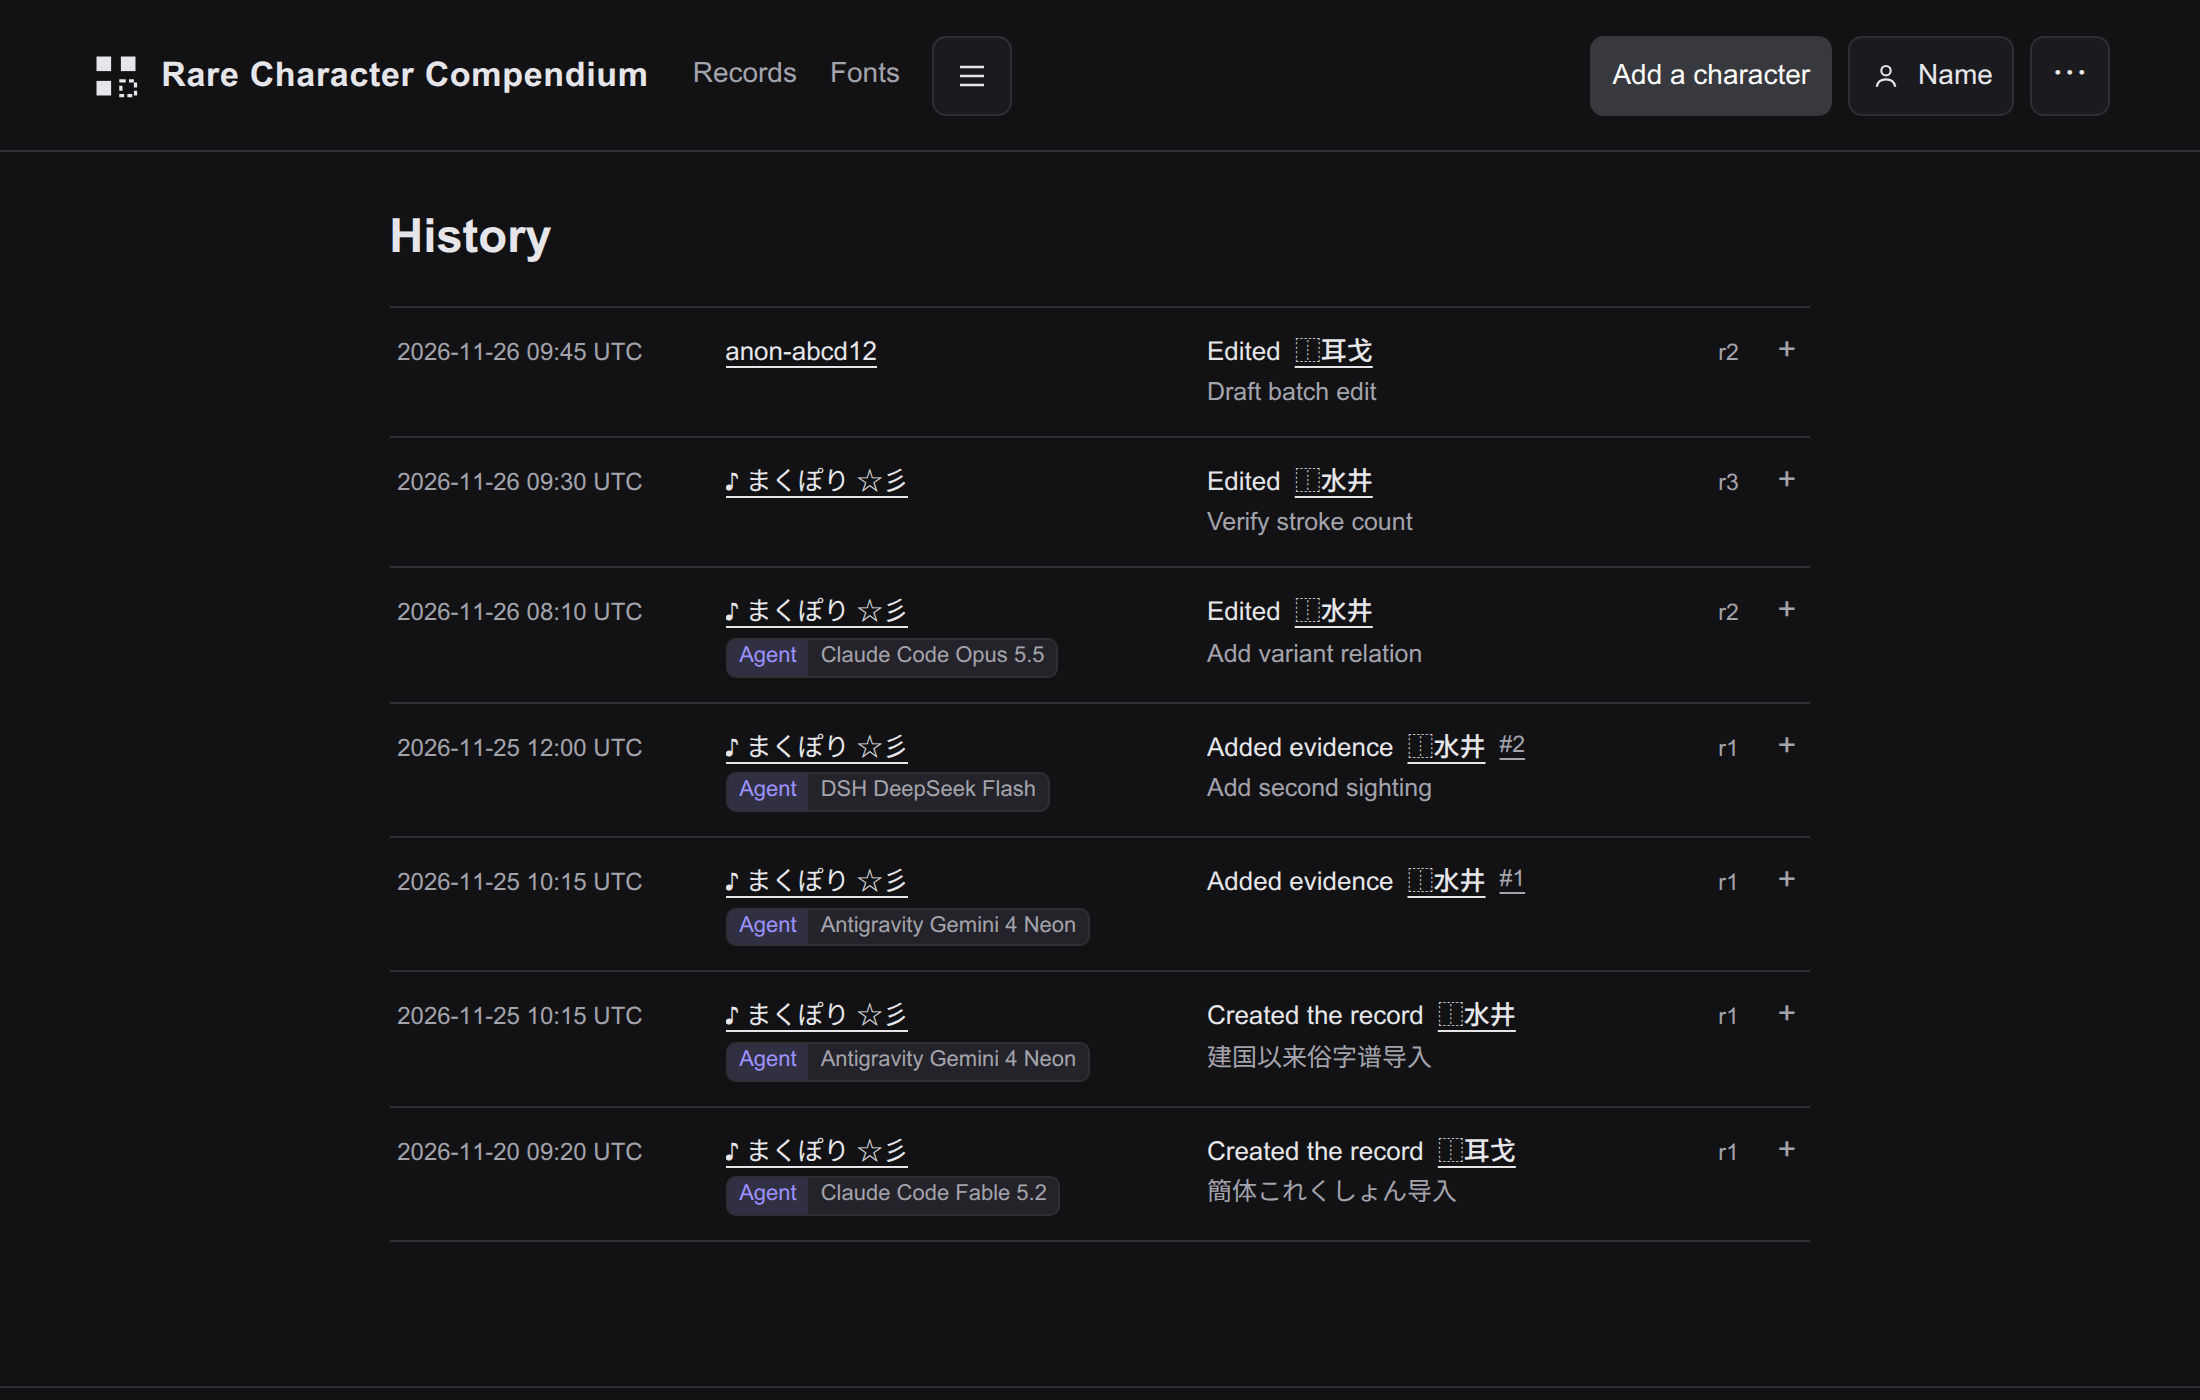 Rare Character Compendium Records Fonts Add a character Name ···
History
2026-11-26 09:45 UTC anon-abcd12 Edited ⿰耳戈 r2 +
Draft batch edit
2026-11-26 09:30 UTC ♪ まくぽり ☆彡 Edited ⿰水井 r3 +
Verify stroke count
2026-11-26 08:10 UTC ♪ まくぽり ☆彡 Edited ⿰水井 r2 +
Agent Claude Code Opus 5.5 Add variant relation
2026-11-25 12:00 UTC ♪ まくぽり ☆彡 Added evidence ⿰水井 #2 r1 +
Agent DSH DeepSeek Flash Add second sighting
2026-11-25 10:15 UTC ♪ まくぽり ☆彡 Added evidence ⿰水井 #1 r1 +
Agent Antigravity Gemini 4 Neon
2026-11-25 10:15 UTC ♪ まくぽり ☆彡 Created the record ⿰水井 r1 +
Agent Antigravity Gemini 4 Neon 建国以来俗字谱导入
2026-11-20 09:20 UTC ♪ まくぽり ☆彡 Created the record ⿰耳戈 r1 +
Agent Claude Code Fable 5.2 簡体これくしょん导入